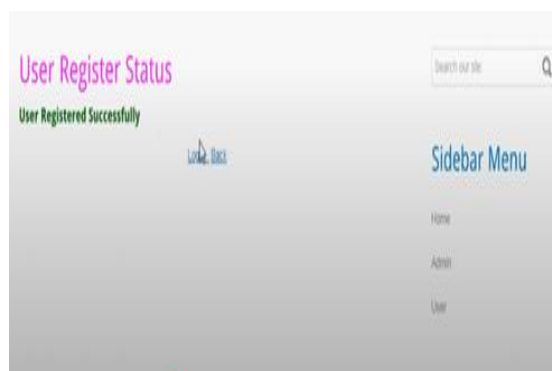 User Register Status
User Registered Successfully
Back
Search our site:
Sidebar Menu
Home
Admin
User